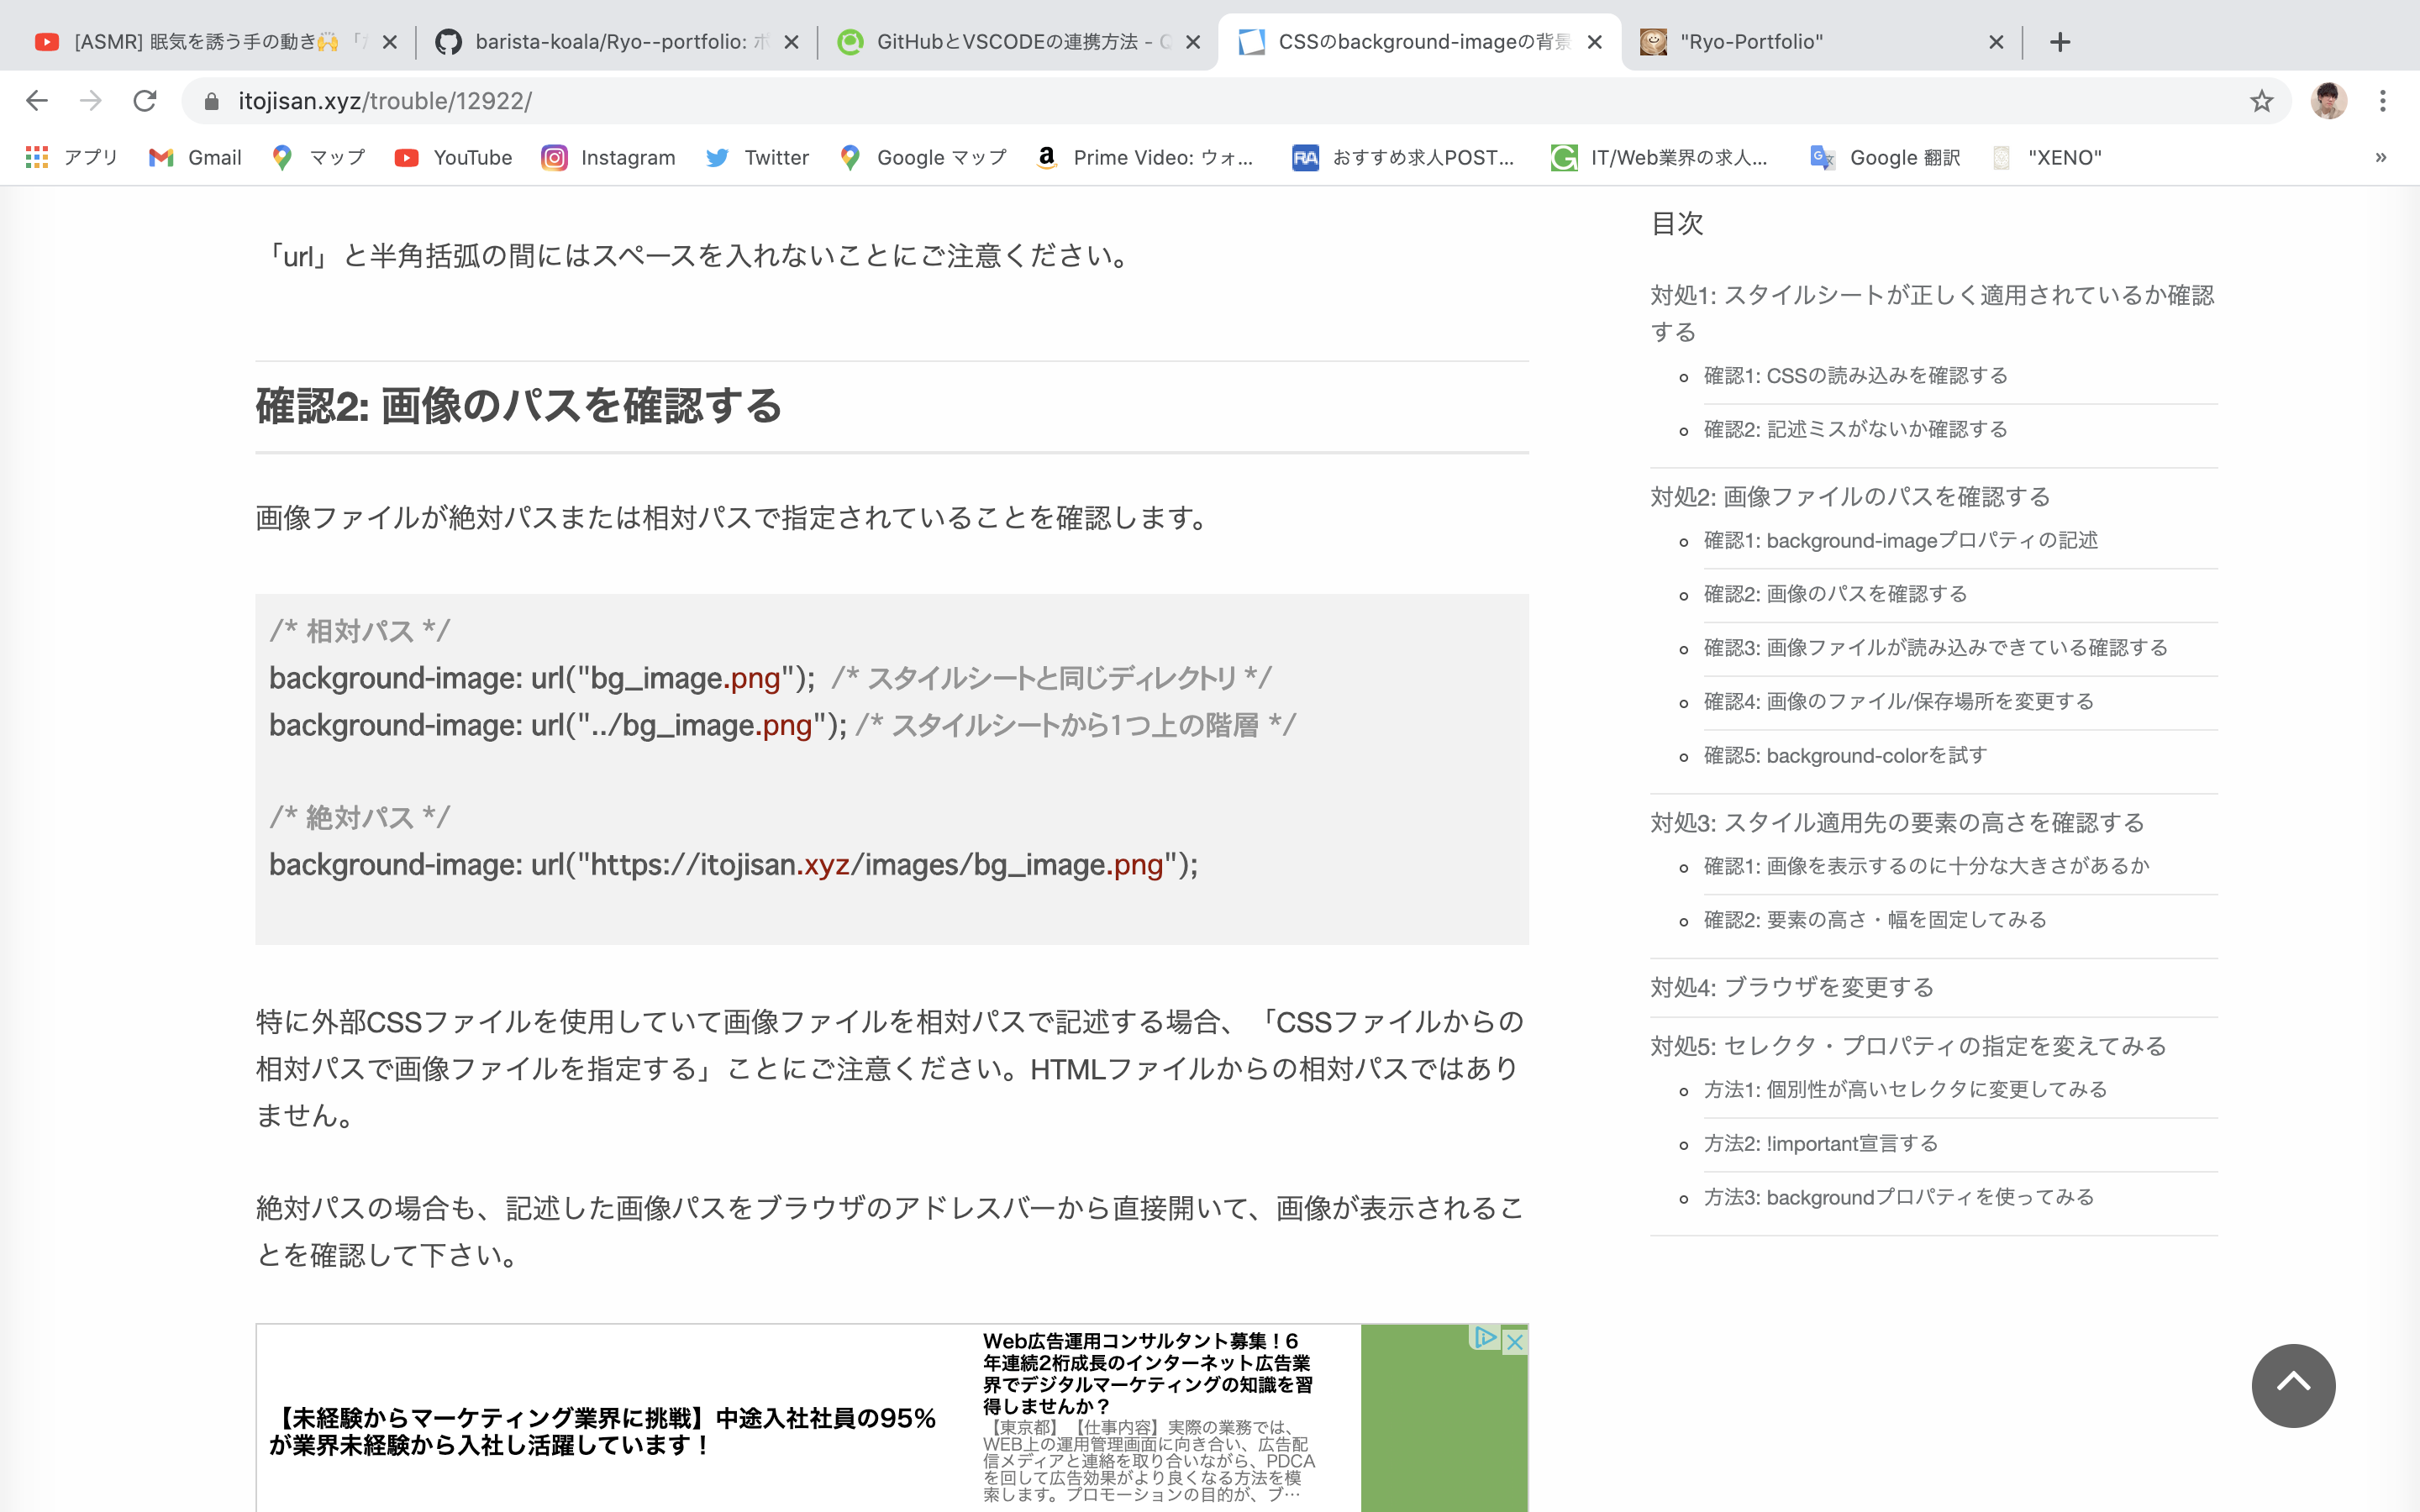 [ASMR] 眠気を誘う手の動き🙌 「
barista-koala/Ryo--portfolio: ポ
GitHubとVSCODEの連携方法 - Q
CSSのbackground-imageの背景
"Ryo-Portfolio"
itojisan.xyz/trouble/12922/
アプリ
Gmail
マップ
YouTube
Instagram
Twitter
Google マップ
Prime Video: ウォ...
おすすめ求人POST...
IT/Web業界の求人...
Google 翻訳
"XENO"
»
「url」と半角括弧の間にはスペースを入れないことにご注意ください。
確認2: 画像のパスを確認する
画像ファイルが絶対パスまたは相対パスで指定されていることを確認します。
/* 相対パス */
background-image: url("bg_image.png"); /* スタイルシートと同じディレクトリ */
background-image: url("../bg_image.png"); /* スタイルシートから1つ上の階層 */
/* 絶対パス */
background-image: url("https://itojisan.xyz/images/bg_image.png");
特に外部CSSファイルを使用していて画像ファイルを相対パスで記述する場合、「CSSファイルからの
相対パスで画像ファイルを指定する」ことにご注意ください。HTMLファイルからの相対パスではあり
ません。
絶対パスの場合も、記述した画像パスをブラウザのアドレスバーから直接開いて、画像が表示されるこ
とを確認して下さい。
【未経験からマーケティング業界に挑戦】中途入社社員の95%
が業界未経験から入社し活躍しています！
Web広告運用コンサルタント募集！6
年連続2桁成長のインターネット広告業
界でデジタルマーケティングの知識を習
得しませんか？
【東京都】【仕事内容】実際の業務では、
WEB上の運用管理画面に向き合い、広告配
信メディアと連絡を取り合いながら、PDCA
を回して広告効果がより良くなる方法を模
索します。プロモーションの目的が、ブ…
目次
対処1: スタイルシートが正しく適用されているか確認
する
確認1: CSSの読み込みを確認する
確認2: 記述ミスがないか確認する
対処2: 画像ファイルのパスを確認する
確認1: background-imageプロパティの記述
確認2: 画像のパスを確認する
確認3: 画像ファイルが読み込みできている確認する
確認4: 画像のファイル/保存場所を変更する
確認5: background-colorを試す
対処3: スタイル適用先の要素の高さを確認する
確認1: 画像を表示するのに十分な大きさがあるか
確認2: 要素の高さ・幅を固定してみる
対処4: ブラウザを変更する
対処5: セレクタ・プロパティの指定を変えてみる
方法1: 個別性が高いセレクタに変更してみる
方法2: !important宣言する
方法3: backgroundプロパティを使ってみる